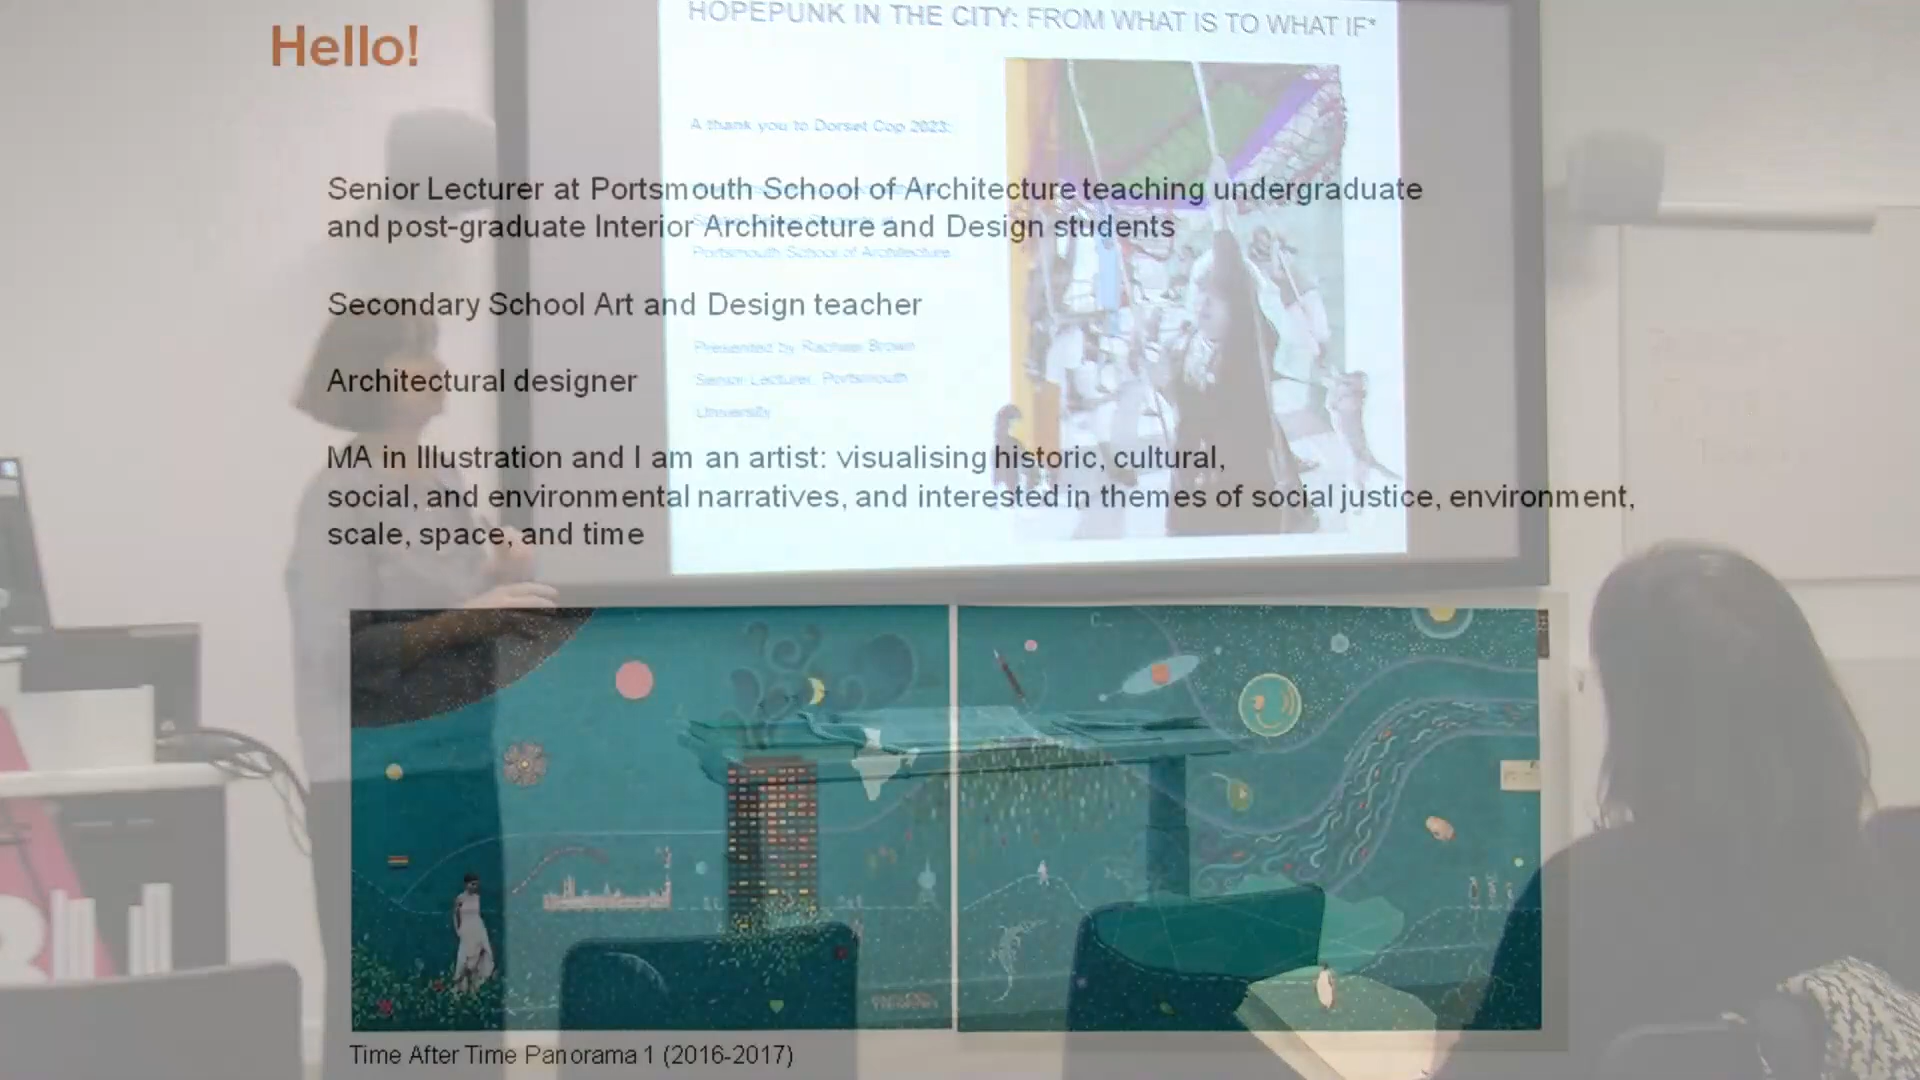 Hello!
HOPEPUNK IN THE CITY: FROM WHAT IS TO WHAT IF*
A thank you to Dorset Cop 2023:
Senior Lecturer at Portsmouth School of Architecture teaching undergraduate
and post-graduate Interior Architecture and Design students
Portsmouth School of Architecture
Secondary School Art and Design teacher
Presented by Rachael Brown
Senior Lecturer, Portsmouth
University
Architectural designer
MA in Illustration and I am an artist: visualising historic, cultural,
social, and environmental narratives, and interested in themes of social justice, environment,
scale, space, and time
Time After Time Panorama 1 (2016-2017)